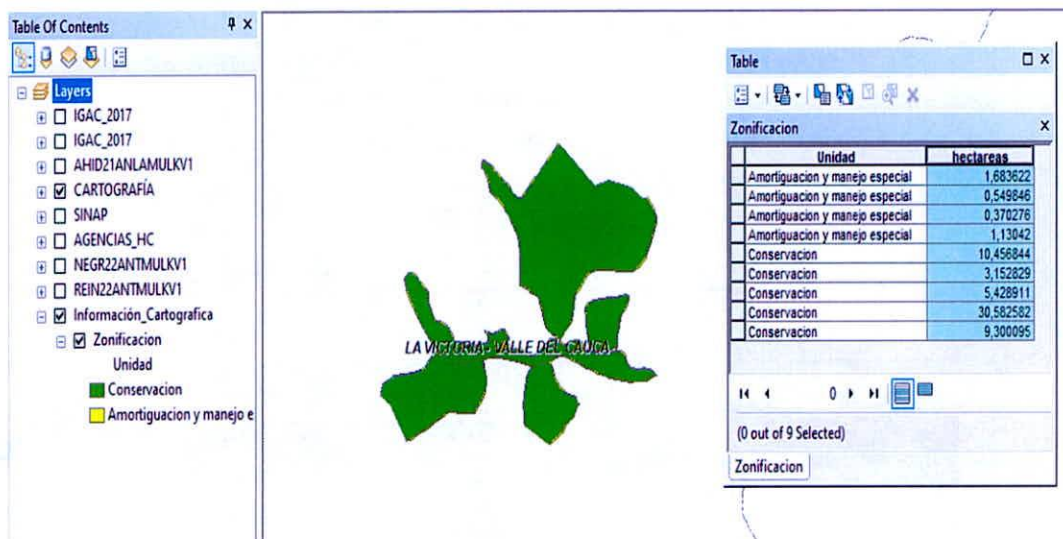 Table Of Contents
Layers
IGAC_2017
IGAC_2017
AHID21ANLAMULKV1
CARTOGRAFÍA
SINAP
AGENCIAS_HC
NEGR22ANTMULKV1
REIN22ANTMULKV1
Información_Cartografica
Zonificacion
Unidad
Conservacion
Amortiguacion y manejo e
LA VICTORIA - VALLE DEL CAUCA
Table
Zonificacion
Unidad hectareas
Amortiguacion y manejo especial 1,683622
Amortiguacion y manejo especial 0,549846
Amortiguacion y manejo especial 0,370276
Amortiguacion y manejo especial 1,13042
Conservacion 10,456844
Conservacion 3,152829
Conservacion 5,428911
Conservacion 30,582582
Conservacion 9,300095
0
(0 out of 9 Selected)
Zonificacion